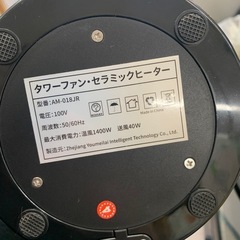 タワーファン・セラミックヒーター
型番: AM-018JR
電圧: 100V
周波数: 50/60Hz
最大消費電力: 温風1400W 送風40W
製造元: Zhejiang Youmeilai Intelligent Technology Co., Ltd.